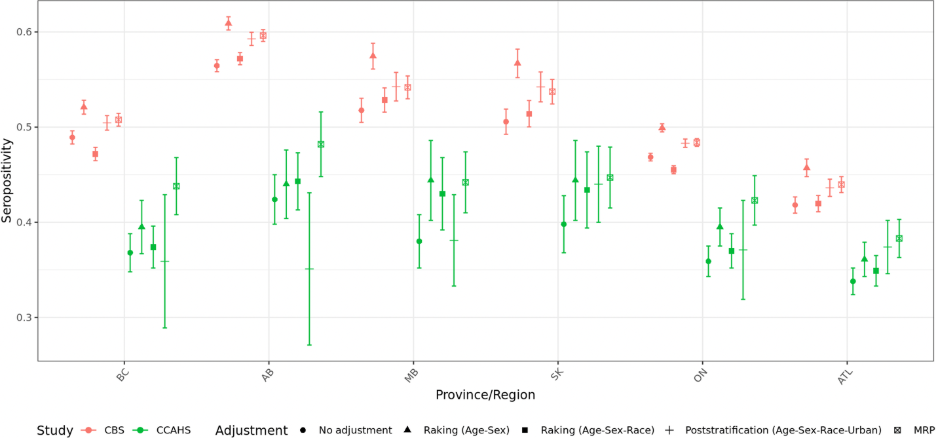 0.6
0.5
0.4
0.3
Seropositivity
BC
AB
MB
SK
ON
ATL
Province/Region
Study CBS CCAHS Adjustment No adjustment Raking (Age-Sex) Raking (Age-Sex-Race) Poststratification (Age-Sex-Race-Urban) MRP